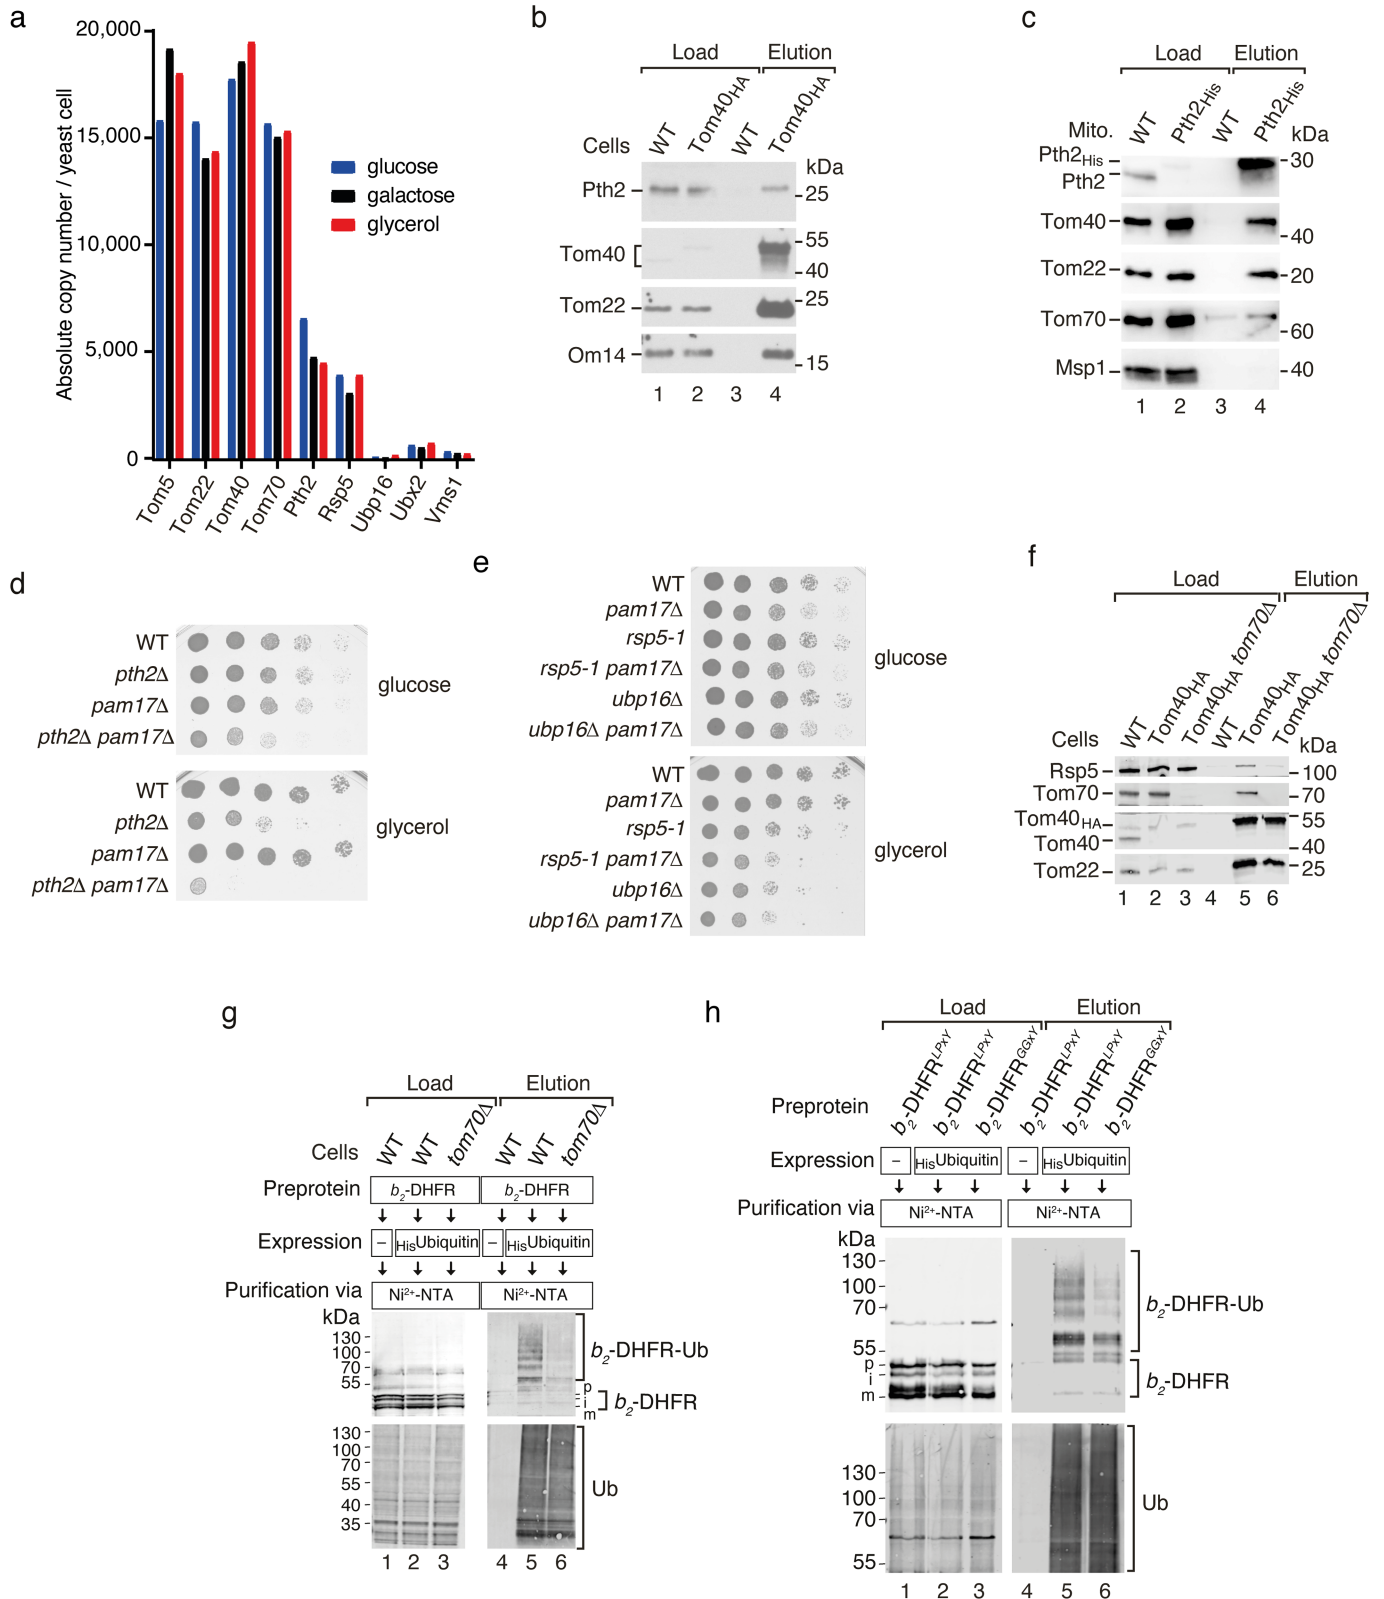 a
Absolute copy number / yeast cell
20,000
15,000
10,000
5,000
0
glucose
galactose
glycerol
Tom5
Tom22
Tom40
Tom70
Pth2
Rsp5
Ubp16
Ubx2
Vms1
b
Load Elution
Cells WT Tom40HA WT Tom40HA
kDa
Pth2 25
Tom40 55
40
Tom22 25
Om14 15
1 2 3 4
c
Load Elution
Mito. WT Pth2His WT Pth2His kDa
Pth2His 30
Pth2
Tom40 40
Tom22 20
Tom70 60
Msp1 40
1 2 3 4
d
WT
pth2Δ
pam17Δ
pth2Δ pam17Δ
glucose
WT
pth2Δ
pam17Δ
pth2Δ pam17Δ
glycerol
e
WT
pam17Δ
rsp5-1
rsp5-1 pam17Δ
ubp16Δ
ubp16Δ pam17Δ
glucose
WT
pam17Δ
rsp5-1
rsp5-1 pam17Δ
ubp16Δ
ubp16Δ pam17Δ
glycerol
f
Load Elution
Cells WT Tom40HA Tom40HA tom70Δ WT Tom40HA Tom40HA tom70Δ
kDa
Rsp5 100
Tom70 70
Tom40HA 55
Tom40 40
Tom22 25
1 2 3 4 5 6
g
Load Elution
Cells WT WT tom70Δ WT WT tom70Δ
Preprotein b2-DHFR b2-DHFR
Expression – HisUbiquitin – HisUbiquitin
Purification via Ni2+-NTA Ni2+-NTA
kDa
130
100
70
55
b2-DHFR-Ub
p
i
m
b2-DHFR
130
100
70
55
40
35
Ub
1 2 3 4 5 6
h
Load Elution
Preprotein b2-DHFRLPxY b2-DHFRLPxY b2-DHFRGGxY b2-DHFRLPxY b2-DHFRLPxY b2-DHFRGGxY
Expression – HisUbiquitin – HisUbiquitin
Purification via Ni2+-NTA Ni2+-NTA
kDa
130
100
70
55
p
i
m
b2-DHFR-Ub
b2-DHFR
130
100
70
55
Ub
1 2 3 4 5 6